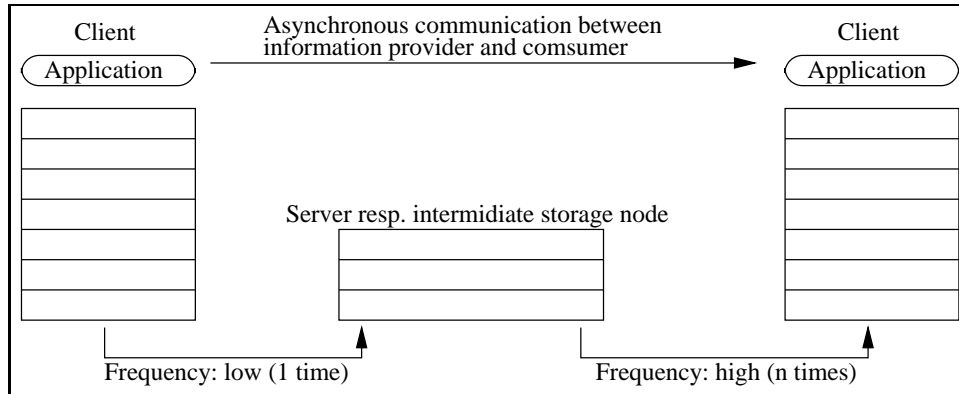 Client
Asynchronous communication between
information provider and comsumer
Client
Application
Application
Server resp. intermidiate storage node
Frequency: low (1 time)
Frequency: high (n times)